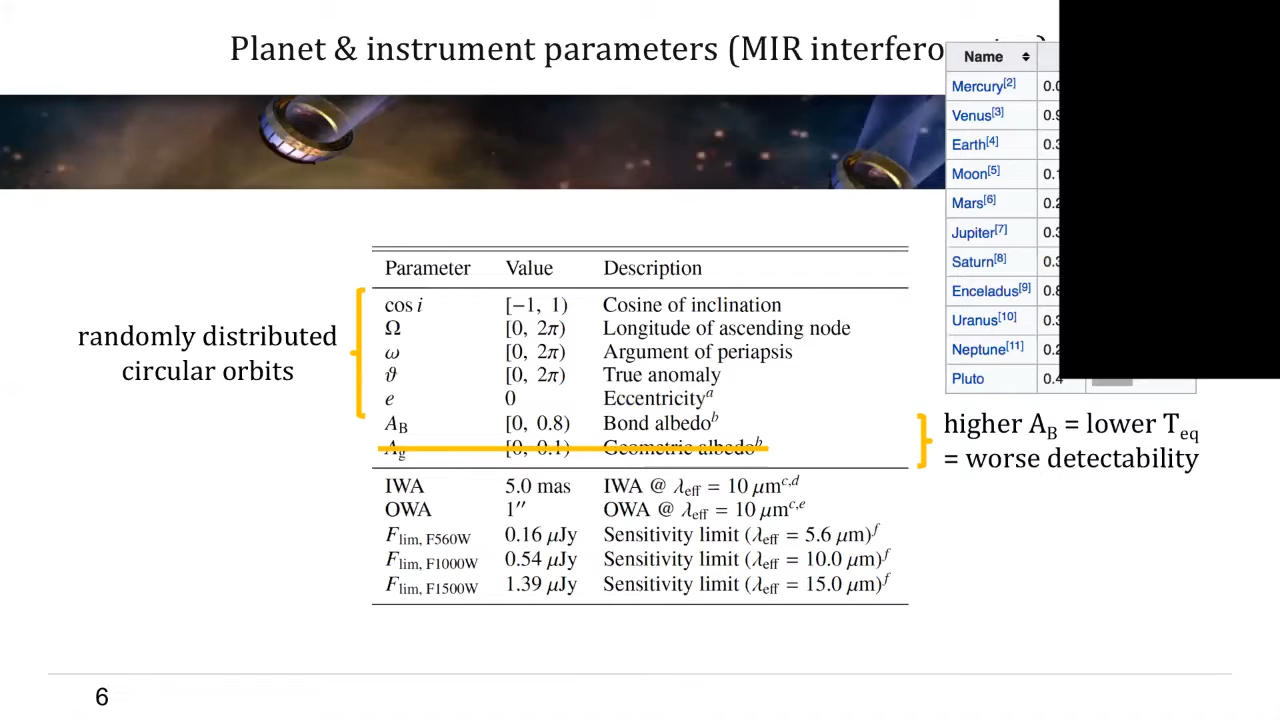 Planet & instrument parameters (MIR
Name
Mercury[2]
Venus[3]
Earth[4]
Moon[5]
Mars[6]
Jupiter[7]
Saturn[8]
Enceladus[9]
Uranus[10]
Neptune[11]
Pluto
Parameter Value Description
cos i [−1, 1) Cosine of inclination
Ω [0, 2π) Longitude of ascending node
ω [0, 2π) Argument of periapsis
ϑ [0, 2π) True anomaly
e 0 Eccentricity^a
A_B [0, 0.8) Bond albedo^b
A_g [0, 0.1) Geometric albedo^b
IWA 5.0 mas IWA @ λ_eff = 10 μm^c,d
OWA 1″ OWA @ λ_eff = 10 μm^c,e
F_lim, F560W 0.16 μJy Sensitivity limit (λ_eff = 5.6 μm)^f
F_lim, F1000W 0.54 μJy Sensitivity limit (λ_eff = 10.0 μm)^f
F_lim, F1500W 1.39 μJy Sensitivity limit (λ_eff = 15.0 μm)^f
randomly distributed
circular orbits
higher A_B = lower T_eq
= worse detectability
6